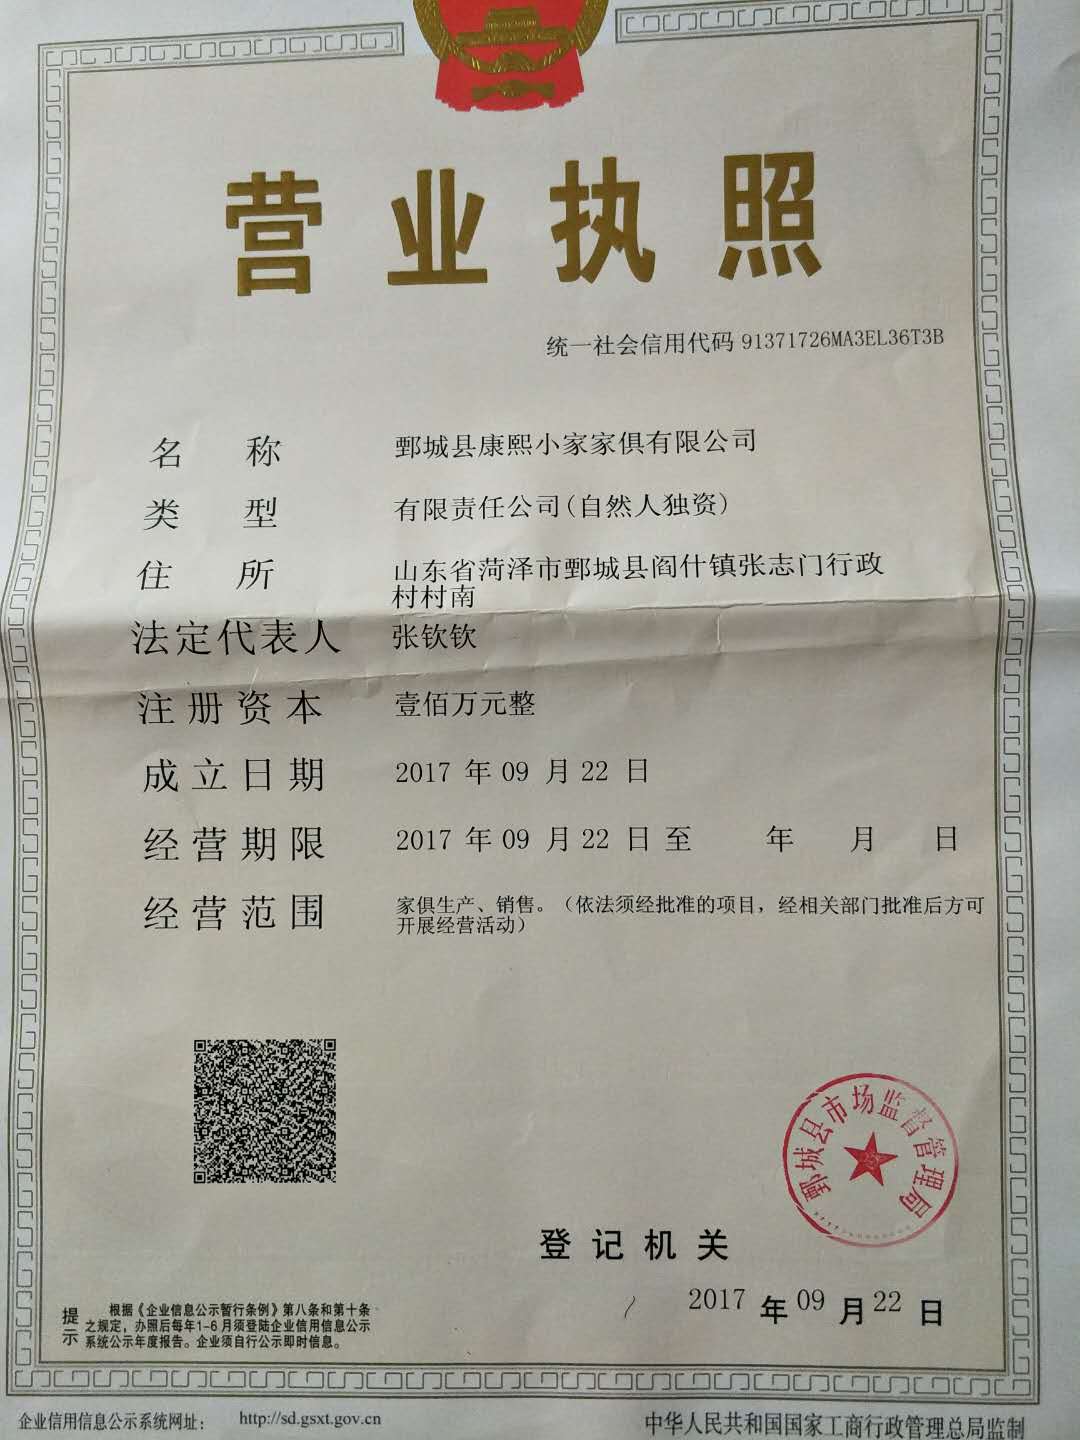 营业执照
统一社会信用代码 91371726MA3EL36T3B
名称 鄄城县康熙小家家俱有限公司
类型 有限责任公司(自然人独资)
住所 山东省菏泽市鄄城县阎什镇张志门行政
村村南
法定代表人 张钦钦
注册资本 壹佰万元整
成立日期 2017 年 09 月 22 日
经营期限 2017 年 09 月 22 日 至 年 月 日
经营范围 家俱生产、销售。（依法须经批准的项目，经相关部门批准后方可
开展经营活动）
鄄城县市场监督管理局
登记机关
2017 年 09 月 22 日
提示
根据《企业信息公示暂行条例》第八条和第十条
之规定，办照后每年1-6月须登陆企业信用信息公示
系统公示年度报告。企业须自行公示即时信息。
企业信用信息公示系统网址： http://sd.gsxt.gov.cn
中华人民共和国国家工商行政管理总局监制